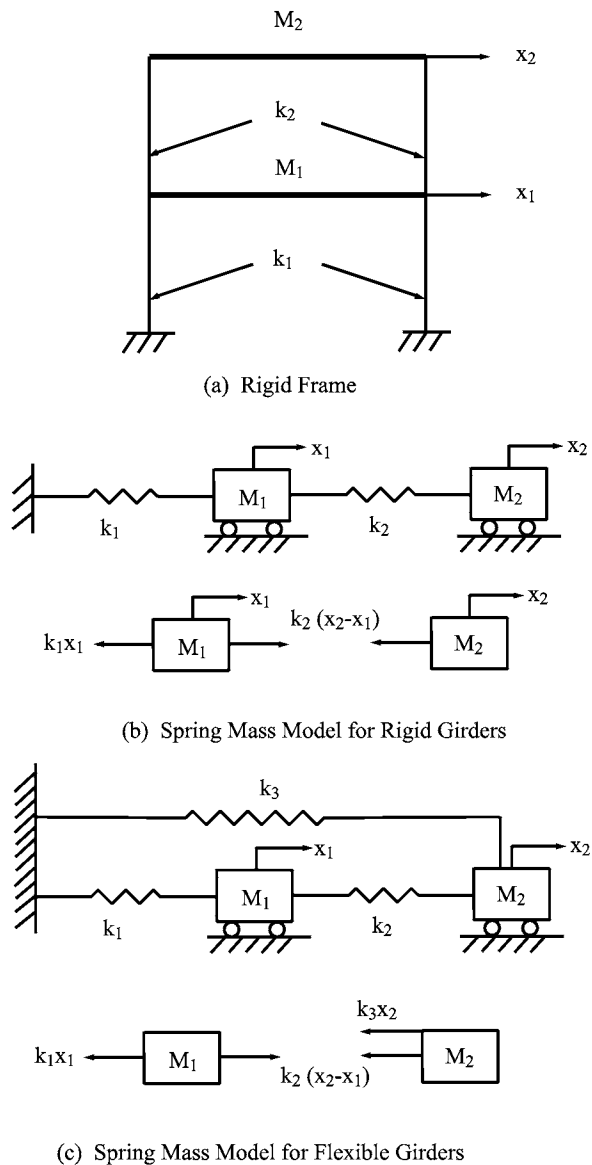 M₂
x₂
k₂
M₁
x₁
k₁
(a) Rigid Frame
x₁
x₂
M₁
M₂
k₁
k₂
x₁
x₂
k₁x₁
M₁
k₂ (x₂-x₁)
M₂
(b) Spring Mass Model for Rigid Girders
k₃
x₁
x₂
M₁
M₂
k₁
k₂
k₃x₂
k₁x₁
M₁
k₂ (x₂-x₁)
M₂
(c) Spring Mass Model for Flexible Girders